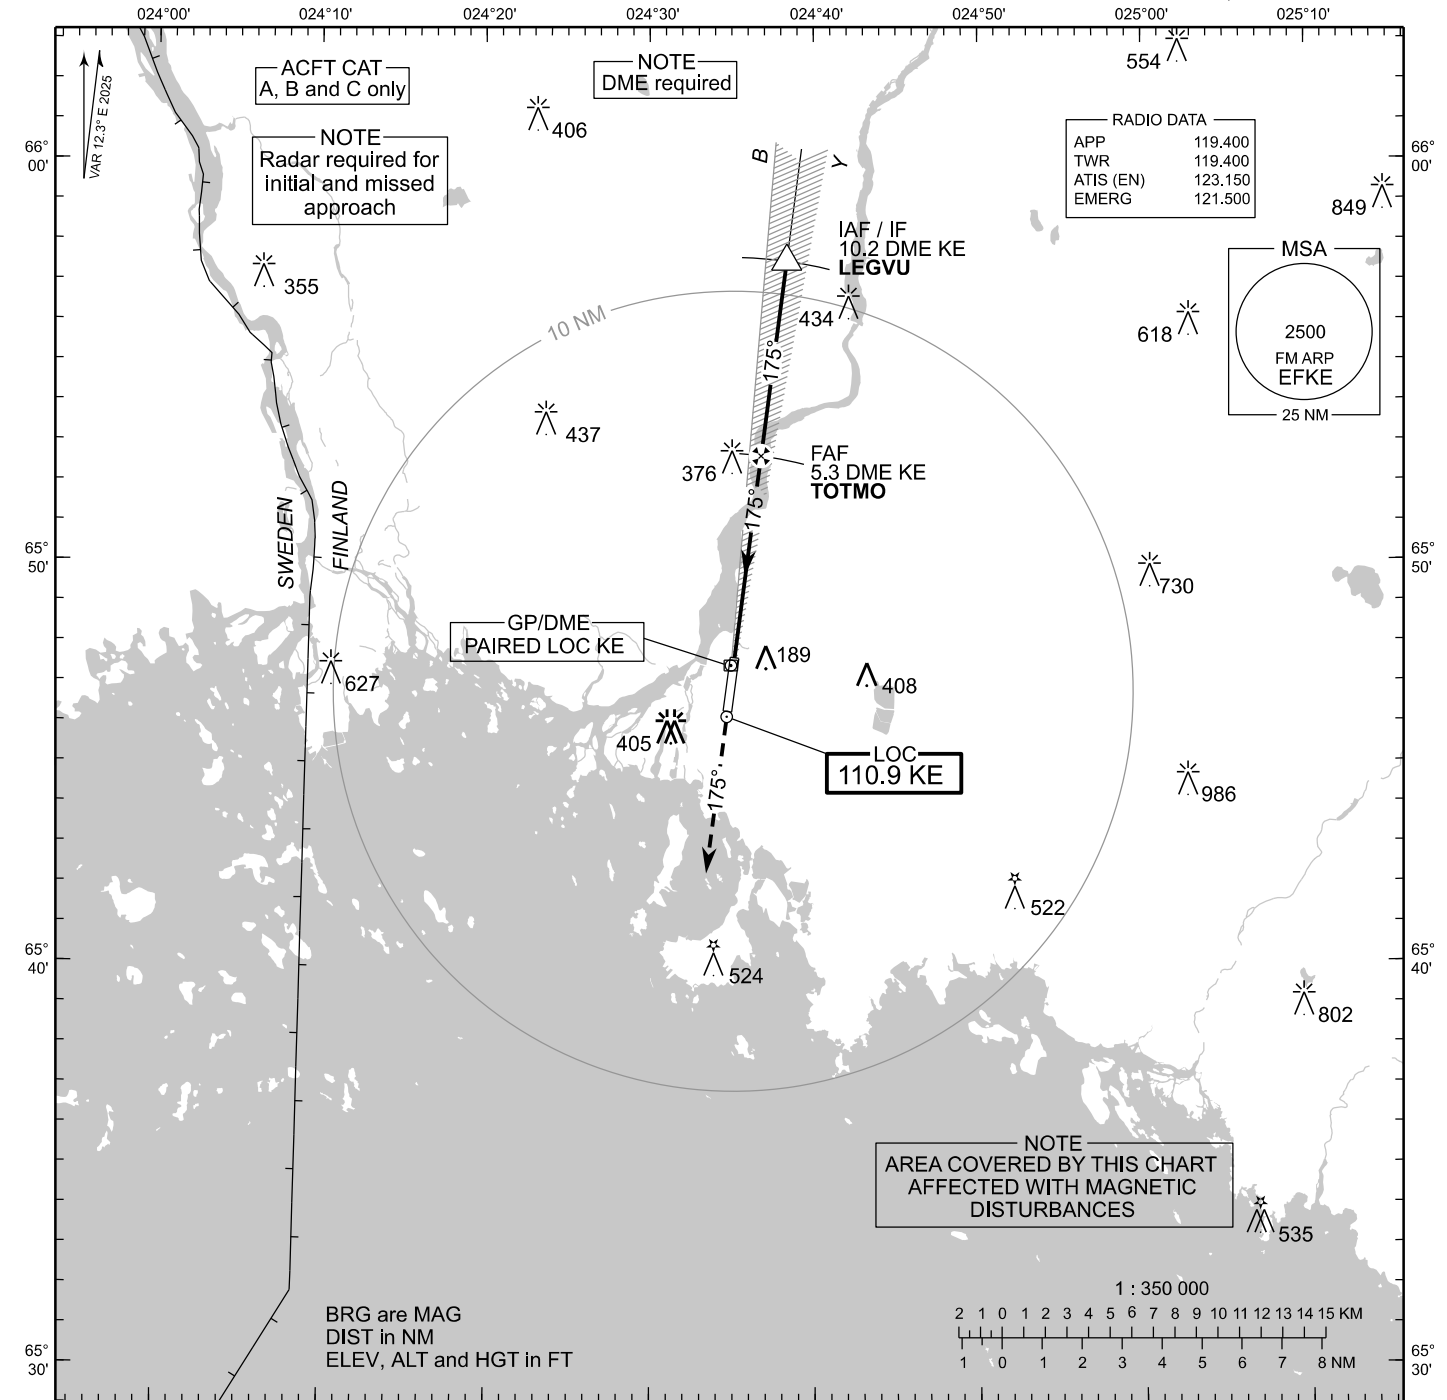 024°00' 024°10' 024°20' 024°30' 024°40' 024°50' 025°00' 025°10'
VAR 12.3° E 2025
ACFT CAT
A, B and C only
NOTE
DME required
NOTE
Radar required for
initial and missed
approach
554
406
RADIO DATA
APP 119.400
TWR 119.400
ATIS (EN) 123.150
EMERG 121.500
66°
00'
66°
00'
B
Y
849
IAF / IF
10.2 DME KE
LEGVU
MSA
2500
FM ARP
EFKE
25 NM
355
434
618
10 NM
175°
437
376
FAF
5.3 DME KE
TOTMO
175°
SWEDEN
FINLAND
65°
50'
65°
50'
730
GP/DME
PAIRED LOC KE
189
627
408
405
LOC
110.9 KE
175°
986
522
65°
40'
65°
40'
524
802
NOTE
AREA COVERED BY THIS CHART
AFFECTED WITH MAGNETIC
DISTURBANCES
535
1 : 350 000
2 1 0 1 2 3 4 5 6 7 8 9 10 11 12 13 14 15 KM
1 0 1 2 3 4 5 6 7 8 NM
BRG are MAG
DIST in NM
ELEV, ALT and HGT in FT
65°
30'
65°
30'